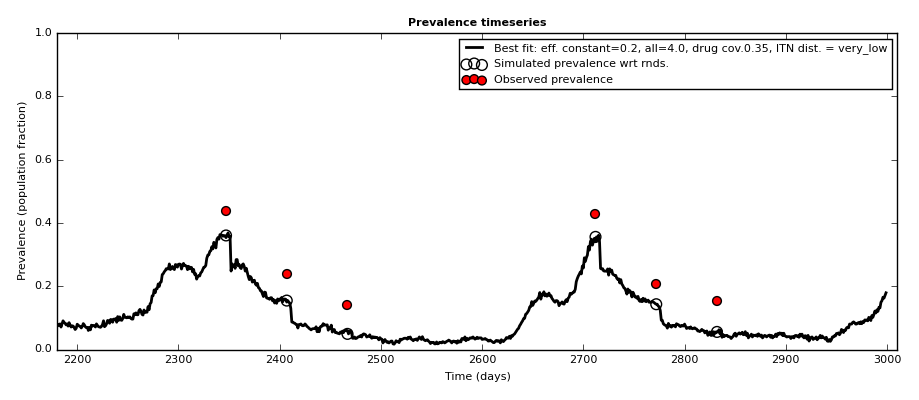 Prevalence timeseries
1.0
0.8
0.6
0.4
0.2
0.0
Prevalence (population fraction)
Best fit: eff. constant=0.2, all=4.0, drug cov.0.35, ITN dist. = very_low
Simulated prevalence wrt rnds.
Observed prevalence
2200 2300 2400 2500 2600 2700 2800 2900 3000
Time (days)